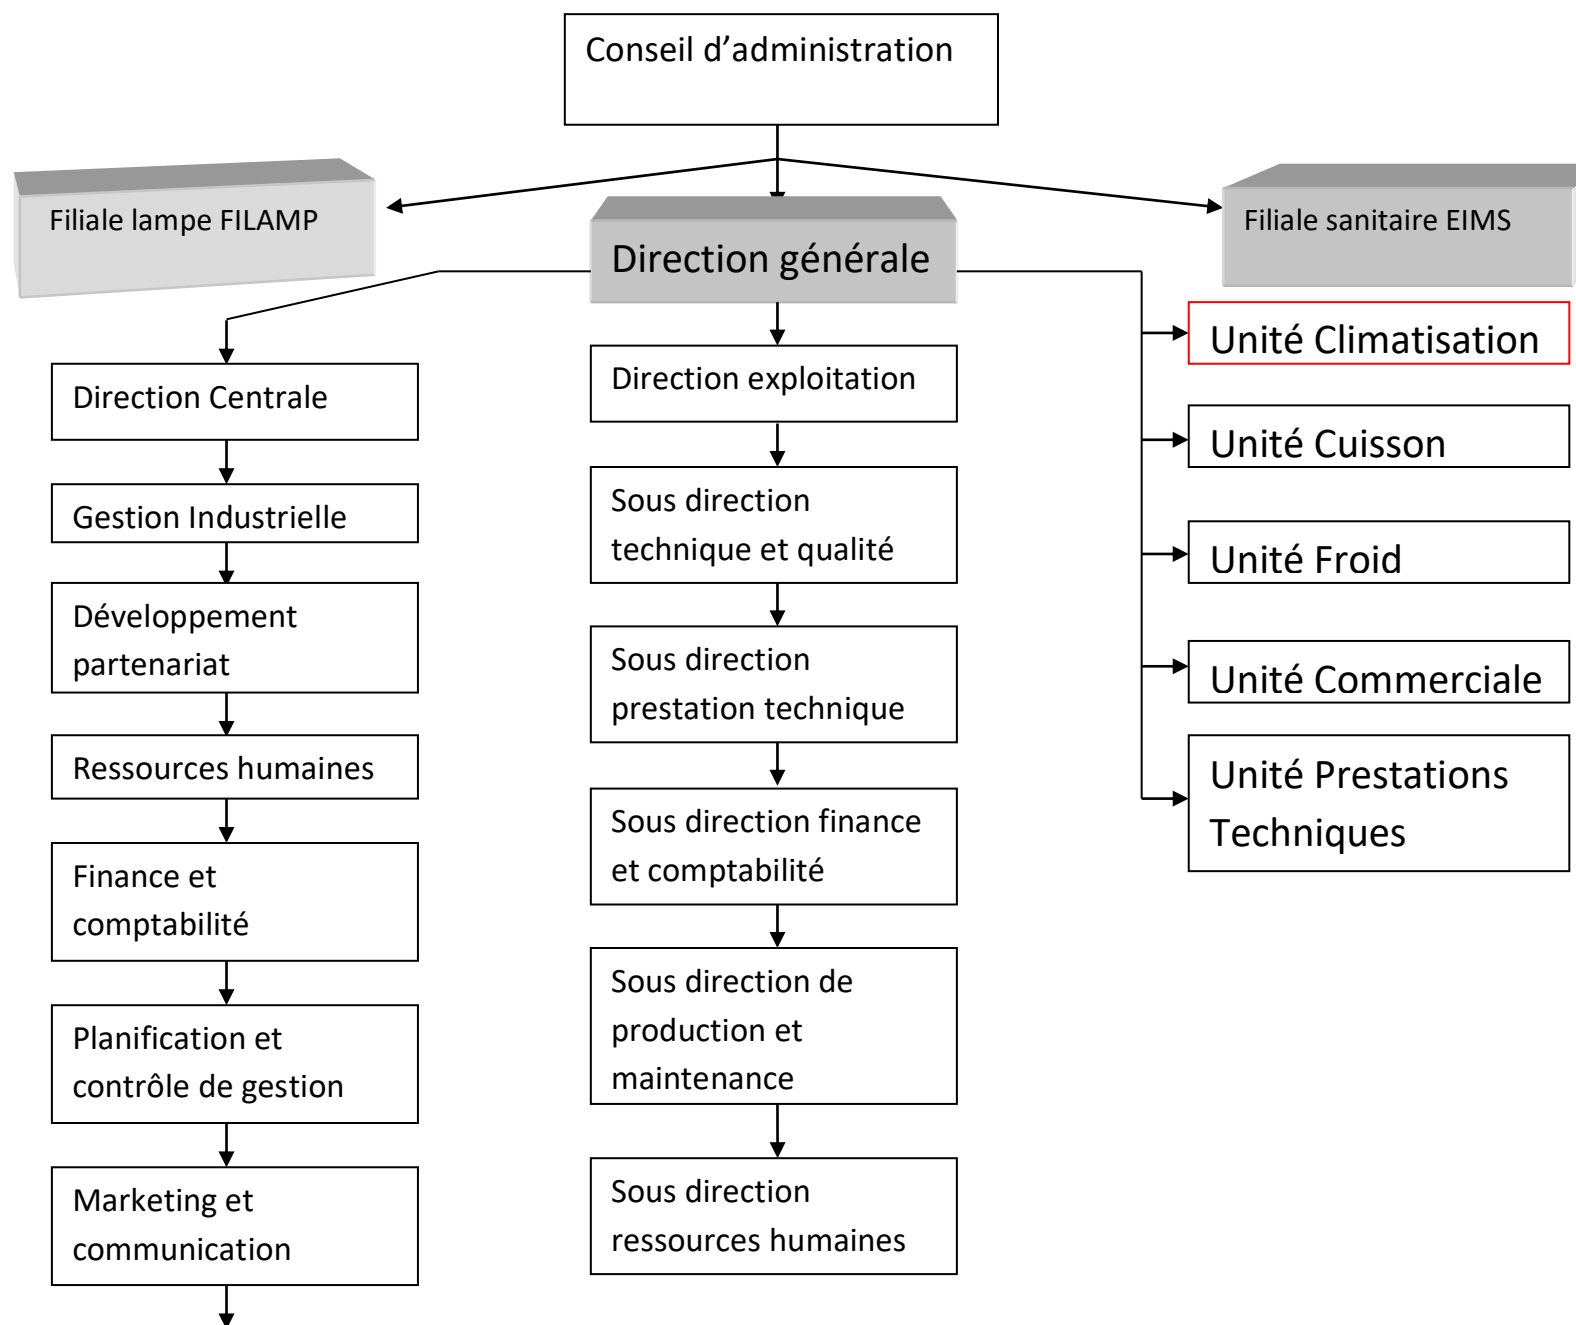 Conseil d’administration
Filiale lampe FILAMP
Direction générale
Filiale sanitaire EIMS
Direction Centrale
Gestion Industrielle
Développement
partenariat
Ressources humaines
Finance et
comptabilité
Planification et
contrôle de gestion
Marketing et
communication
Direction exploitation
Sous direction
technique et qualité
Sous direction
prestation technique
Sous direction finance
et comptabilité
Sous direction de
production et
maintenance
Sous direction
ressources humaines
Unité Climatisation
Unité Cuisson
Unité Froid
Unité Commerciale
Unité Prestations
Techniques